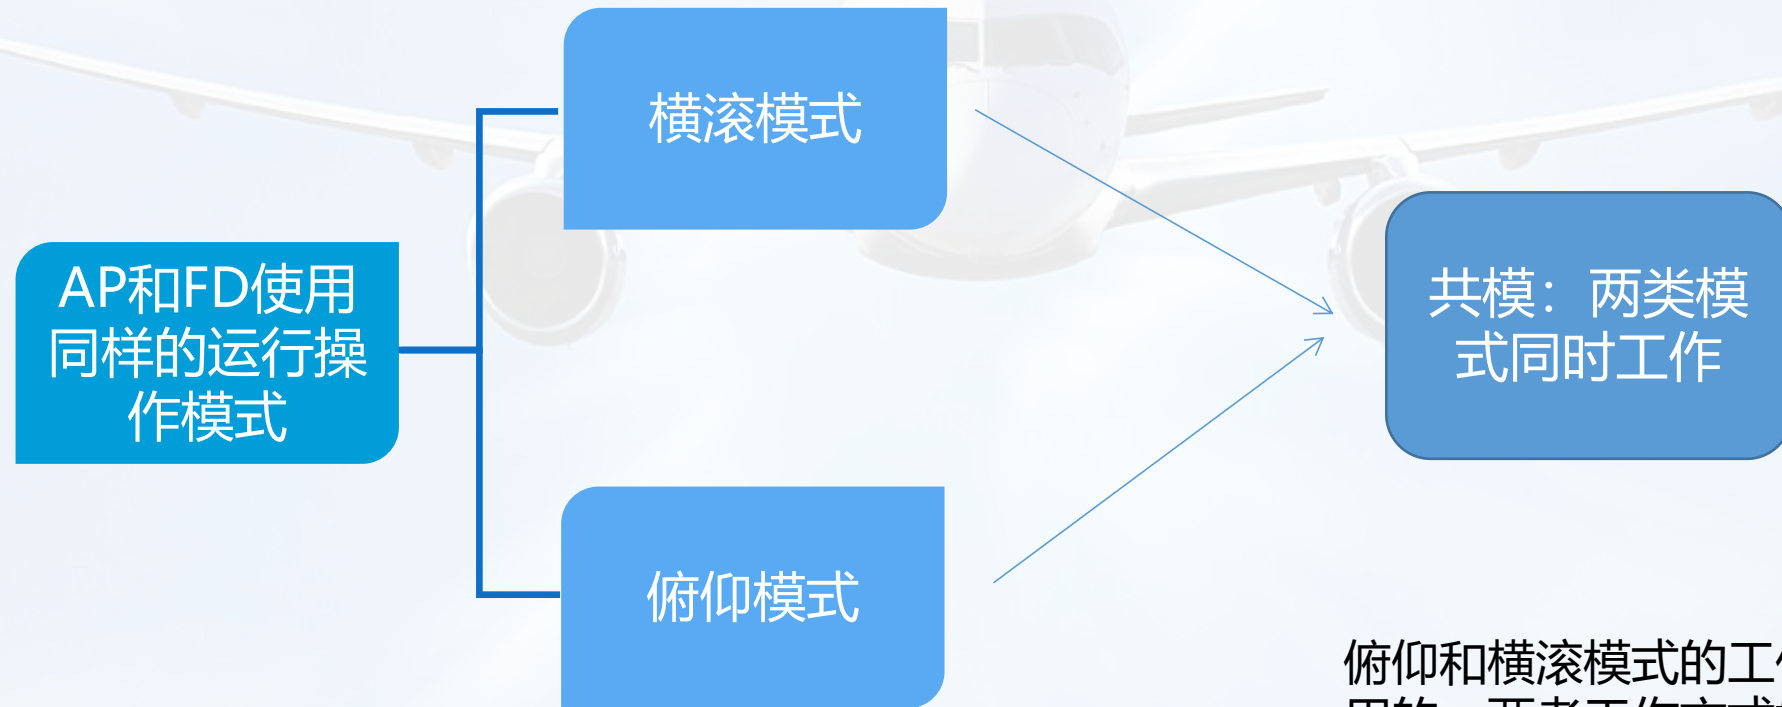 横滚模式
AP和FD使用
同样的运行操
作模式
共模：两类模
式同时工作
俯仰模式
俯仰和横滚模式的工